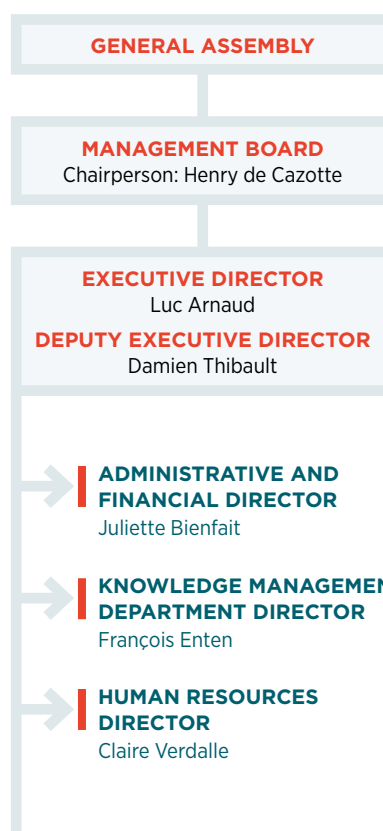 GENERAL ASSEMBLY
MANAGEMENT BOARD
Chairperson: Henry de Cazotte
EXECUTIVE DIRECTOR
Luc Arnaud
DEPUTY EXECUTIVE DIRECTOR
Damien Thibault
ADMINISTRATIVE AND
FINANCIAL DIRECTOR
Juliette Bienfait
KNOWLEDGE MANAGEMEN
DEPARTMENT DIRECTOR
François Enten
HUMAN RESOURCES
DIRECTOR
Claire Verdalle